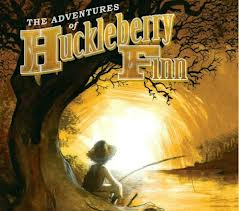 THE ADVENTURES
of
Huckleberry
Finn